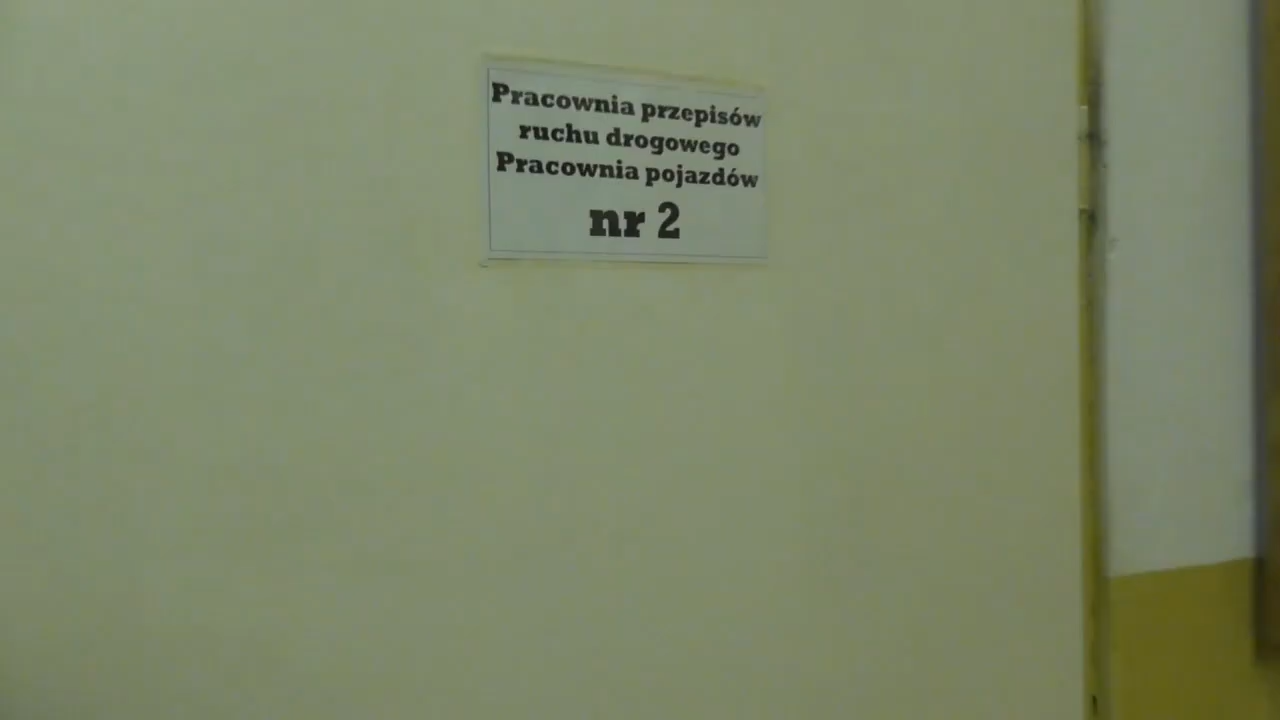 Pracownia przepisów
ruchu drogowego
Pracownia pojazdów
nr 2